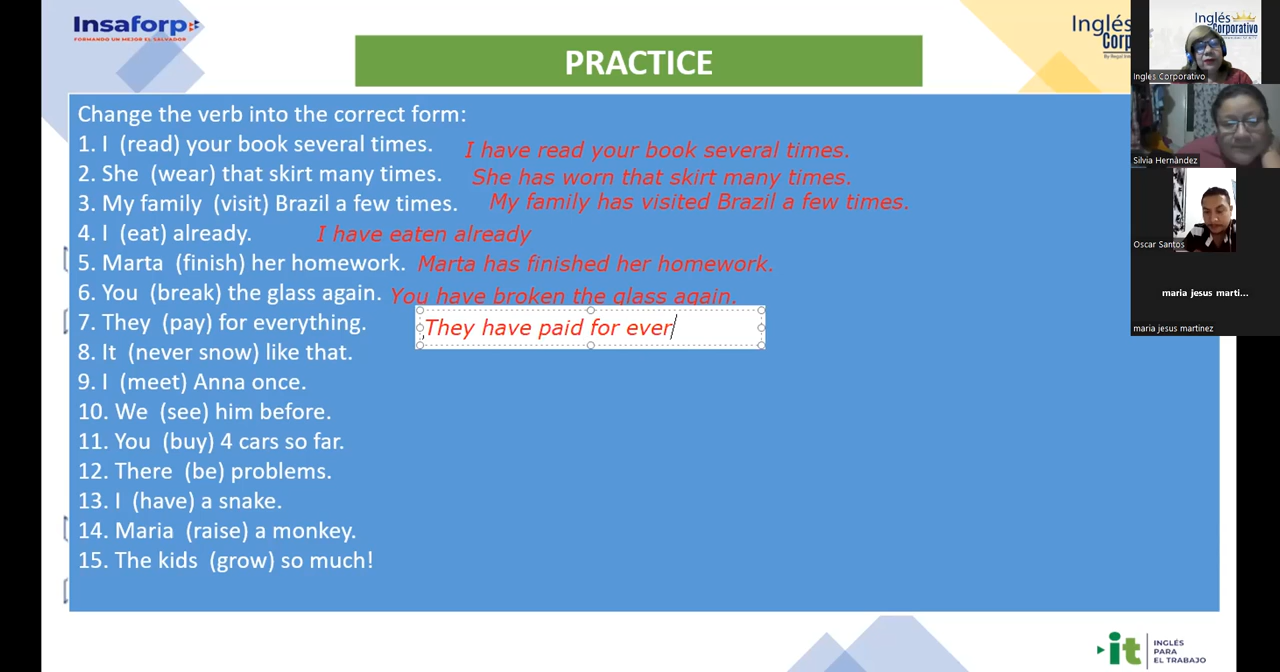 Insaforp
FORMANDO UN MEJOR EL SALVADOR
PRACTICE
Inglés
Corp
Inglés
Corporativo
Ingles Corporativo
Silvia Hernández
Oscar Santos
maria jesus marti...
maria jesus martinez
Change the verb into the correct form:
1. I (read) your book several times. I have read your book several times.
2. She (wear) that skirt many times. She has worn that skirt many times.
3. My family (visit) Brazil a few times. My family has visited Brazil a few times.
4. I (eat) already. I have eaten already
5. Marta (finish) her homework. Marta has finished her homework.
6. You (break) the glass again. You have broken the glass again.
7. They (pay) for everything. They have paid for ever
8. It (never snow) like that.
9. I (meet) Anna once.
10. We (see) him before.
11. You (buy) 4 cars so far.
12. There (be) problems.
13. I (have) a snake.
14. Maria (raise) a monkey.
15. The kids (grow) so much!
it
INGLÉS
PARA
EL TRABAJO